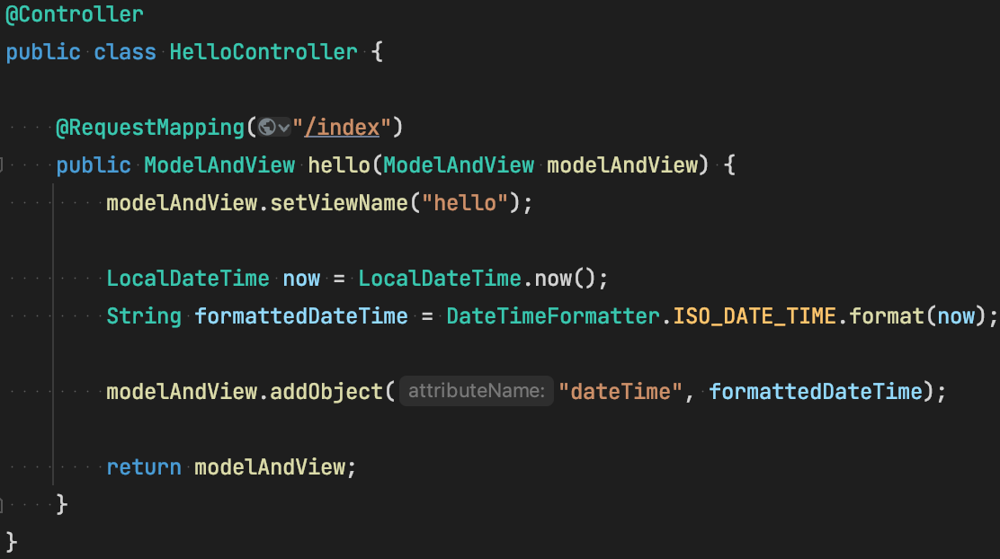 @Controller
public class HelloController {
@RequestMapping("/index")
public ModelAndView hello(ModelAndView modelAndView) {
modelAndView.setViewName("hello");
LocalDateTime now = LocalDateTime.now();
String formattedDateTime = DateTimeFormatter.ISO_DATE_TIME.format(now);
modelAndView.addObject( attributeName: "dateTime", formattedDateTime);
return modelAndView;
}
}